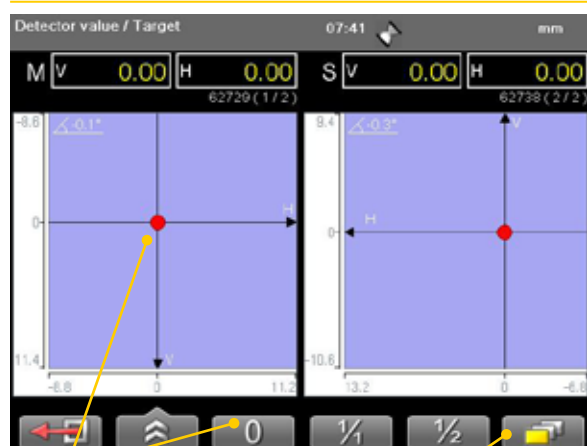 Detector value / Target 07:41 mm
M V 0.00 H 0.00 S V 0.00 H 0.00
62729 ( 1 / 2 ) 62738 ( 2 / 2 )
-8.6 -0.1° 9.4 -0.3° V
H H
0 0
11.4 V -10.6
-8.8 0 11.2 13.2 0 -6.8
0 1/1 1/2